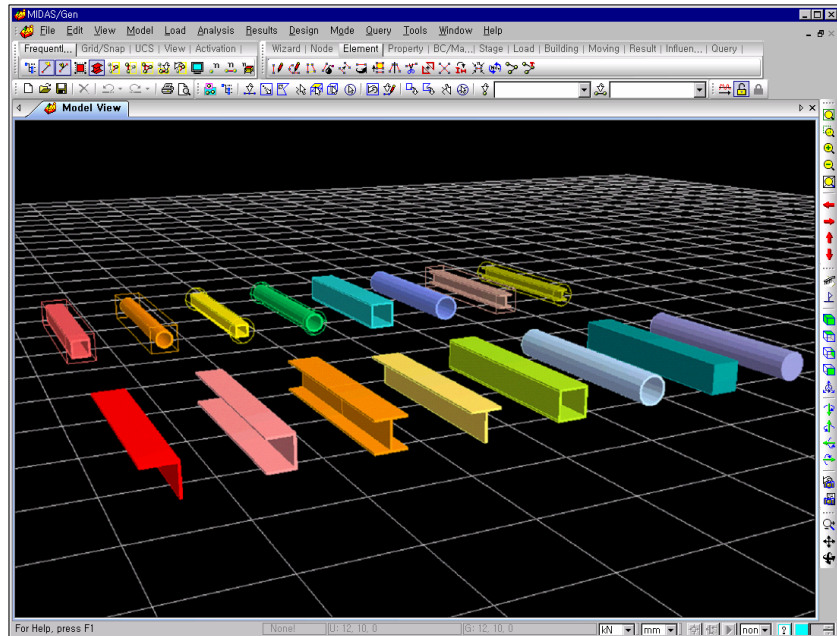 MIDAS/Gen
File Edit View Model Load Analysis Results Design Mode Query Tools Window Help
Frequentl... Grid/Snap UCS View Activation Wizard Node Element Property BC/Ma... Stage Load Building Moving Result Influen... Query
Model View
For Help, press F1 None! U: 12, 10, 0 G: 12, 10, 0 kN mm non ?